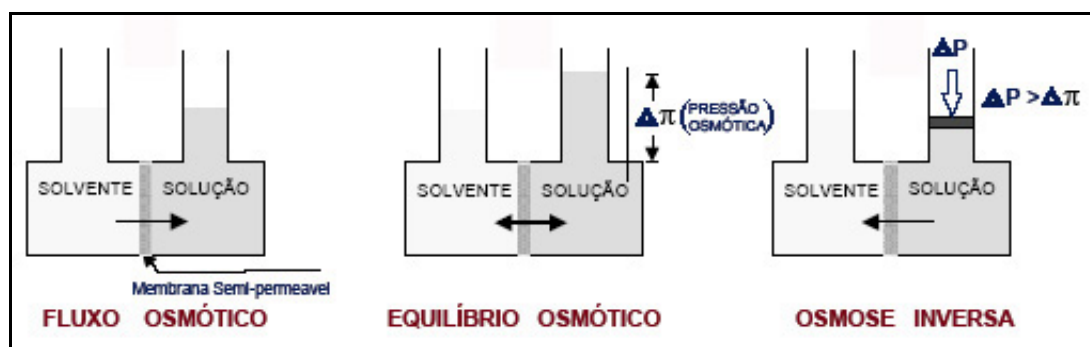 SOLVENTE SOLUÇÃO
Membrana Semi-permeavel
FLUXO OSMÓTICO
Δπ (PRESSÃO OSMÓTICA)
SOLVENTE SOLUÇÃO
EQUILÍBRIO OSMÓTICO
ΔP
ΔP > Δπ
SOLVENTE SOLUÇÃO
OSMOSE INVERSA